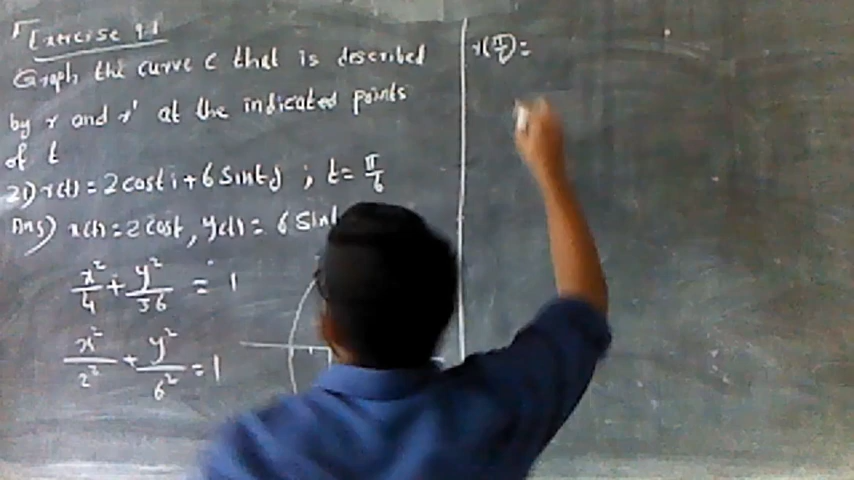 Exercise 9.1
Graph the curve C that is described
by r and r' at the indicated points
of t
21) r(t) = 2 cost i + 6 sint j ; t = π/6
Ans) x(t) = 2 cost, y(t) = 6 sint
x²/4 + y²/36 = 1
x²/2² + y²/6² = 1
r(π/6) =